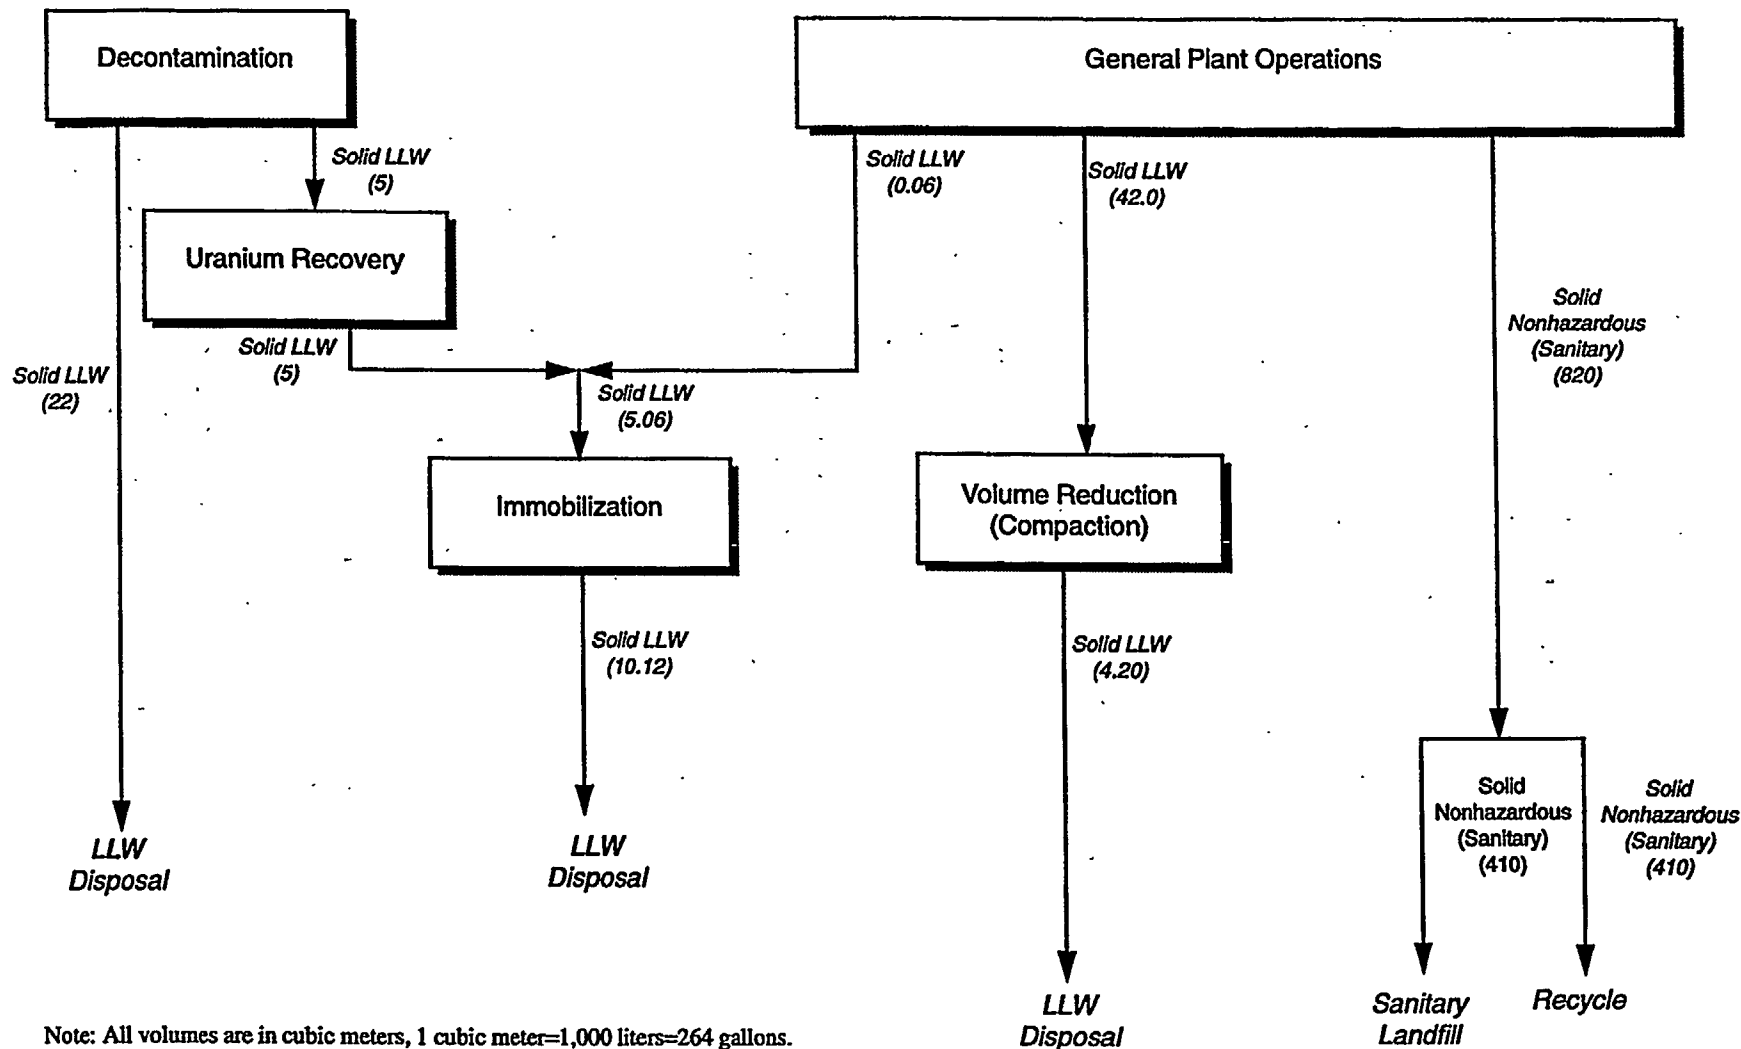 Decontamination
General Plant Operations
Solid LLW
(5)
Solid LLW
(0.06)
Solid LLW
(42.0)
Uranium Recovery
Solid
Nonhazardous
(Sanitary)
(820)
Solid LLW
(5)
Solid LLW
(22)
Solid LLW
(5.06)
Immobilization
Volume Reduction
(Compaction)
Solid LLW
(10.12)
Solid LLW
(4.20)
Solid
Nonhazardous
(Sanitary)
(410)
Solid
Nonhazardous
(Sanitary)
(410)
LLW
Disposal
LLW
Disposal
LLW
Disposal
Sanitary
Landfill
Recycle
Note: All volumes are in cubic meters, 1 cubic meter=1,000 liters=264 gallons.